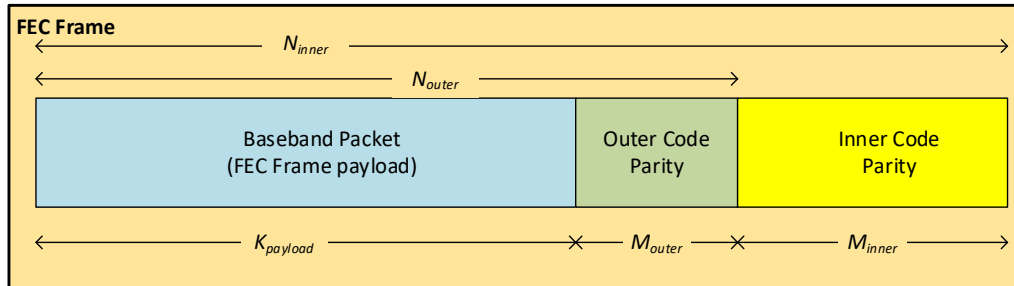 FEC Frame
N_inner
N_outer
Baseband Packet
(FEC Frame payload)
Outer Code
Parity
Inner Code
Parity
K_payload
M_outer
M_inner